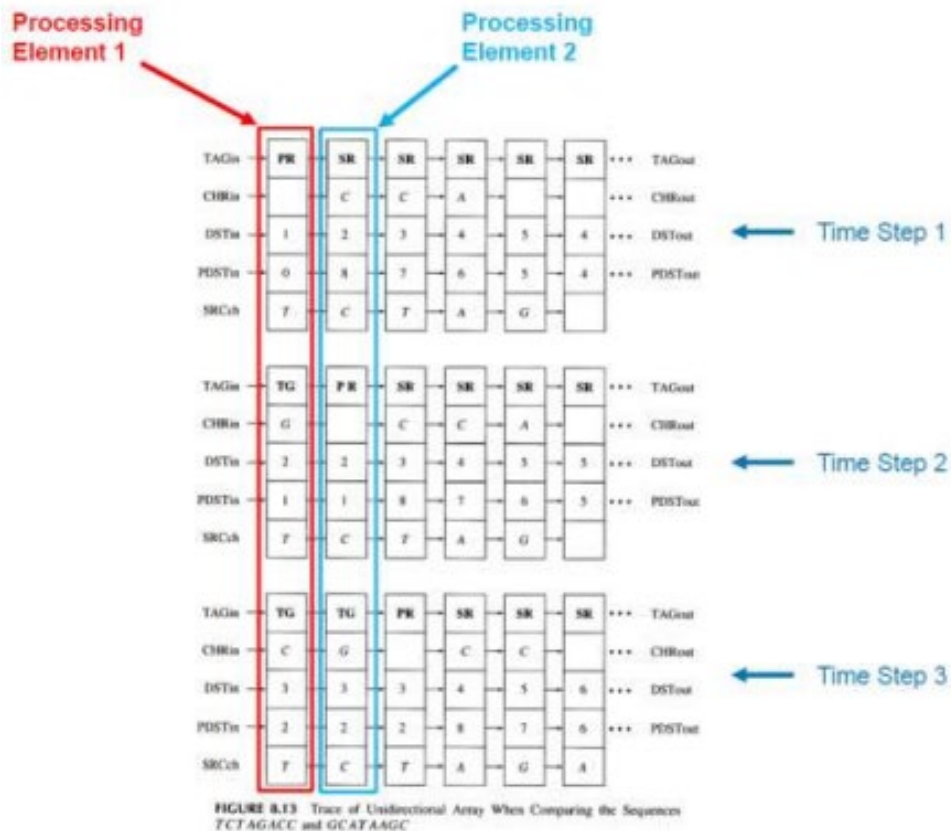 Processing
Element 1
Processing
Element 2
TAGin PR SR SR SR SR SR ••• TAGout
CHRin C C A ••• CHRout
DSTin 1 2 3 4 5 4 ••• DSTout
PDSTin 0 8 7 6 5 4 ••• PDSTout
SRCch T C T A G
Time Step 1
TAGin TG PR SR SR SR SR ••• TAGout
CHRin G C C A ••• CHRout
DSTin 2 2 3 4 5 5 ••• DSTout
PDSTin 1 1 8 7 6 5 ••• PDSTout
SRCch T C T A G
Time Step 2
TAGin TG TG PR SR SR SR ••• TAGout
CHRin C G C C ••• CHRout
DSTin 3 3 3 4 5 6 ••• DSTout
PDSTin 2 2 2 8 7 6 ••• PDSTout
SRCch T C T A G A
Time Step 3
FIGURE 8.13 Trace of Unidirectional Array When Comparing the Sequences
TCTAGACC and GCATAAGC